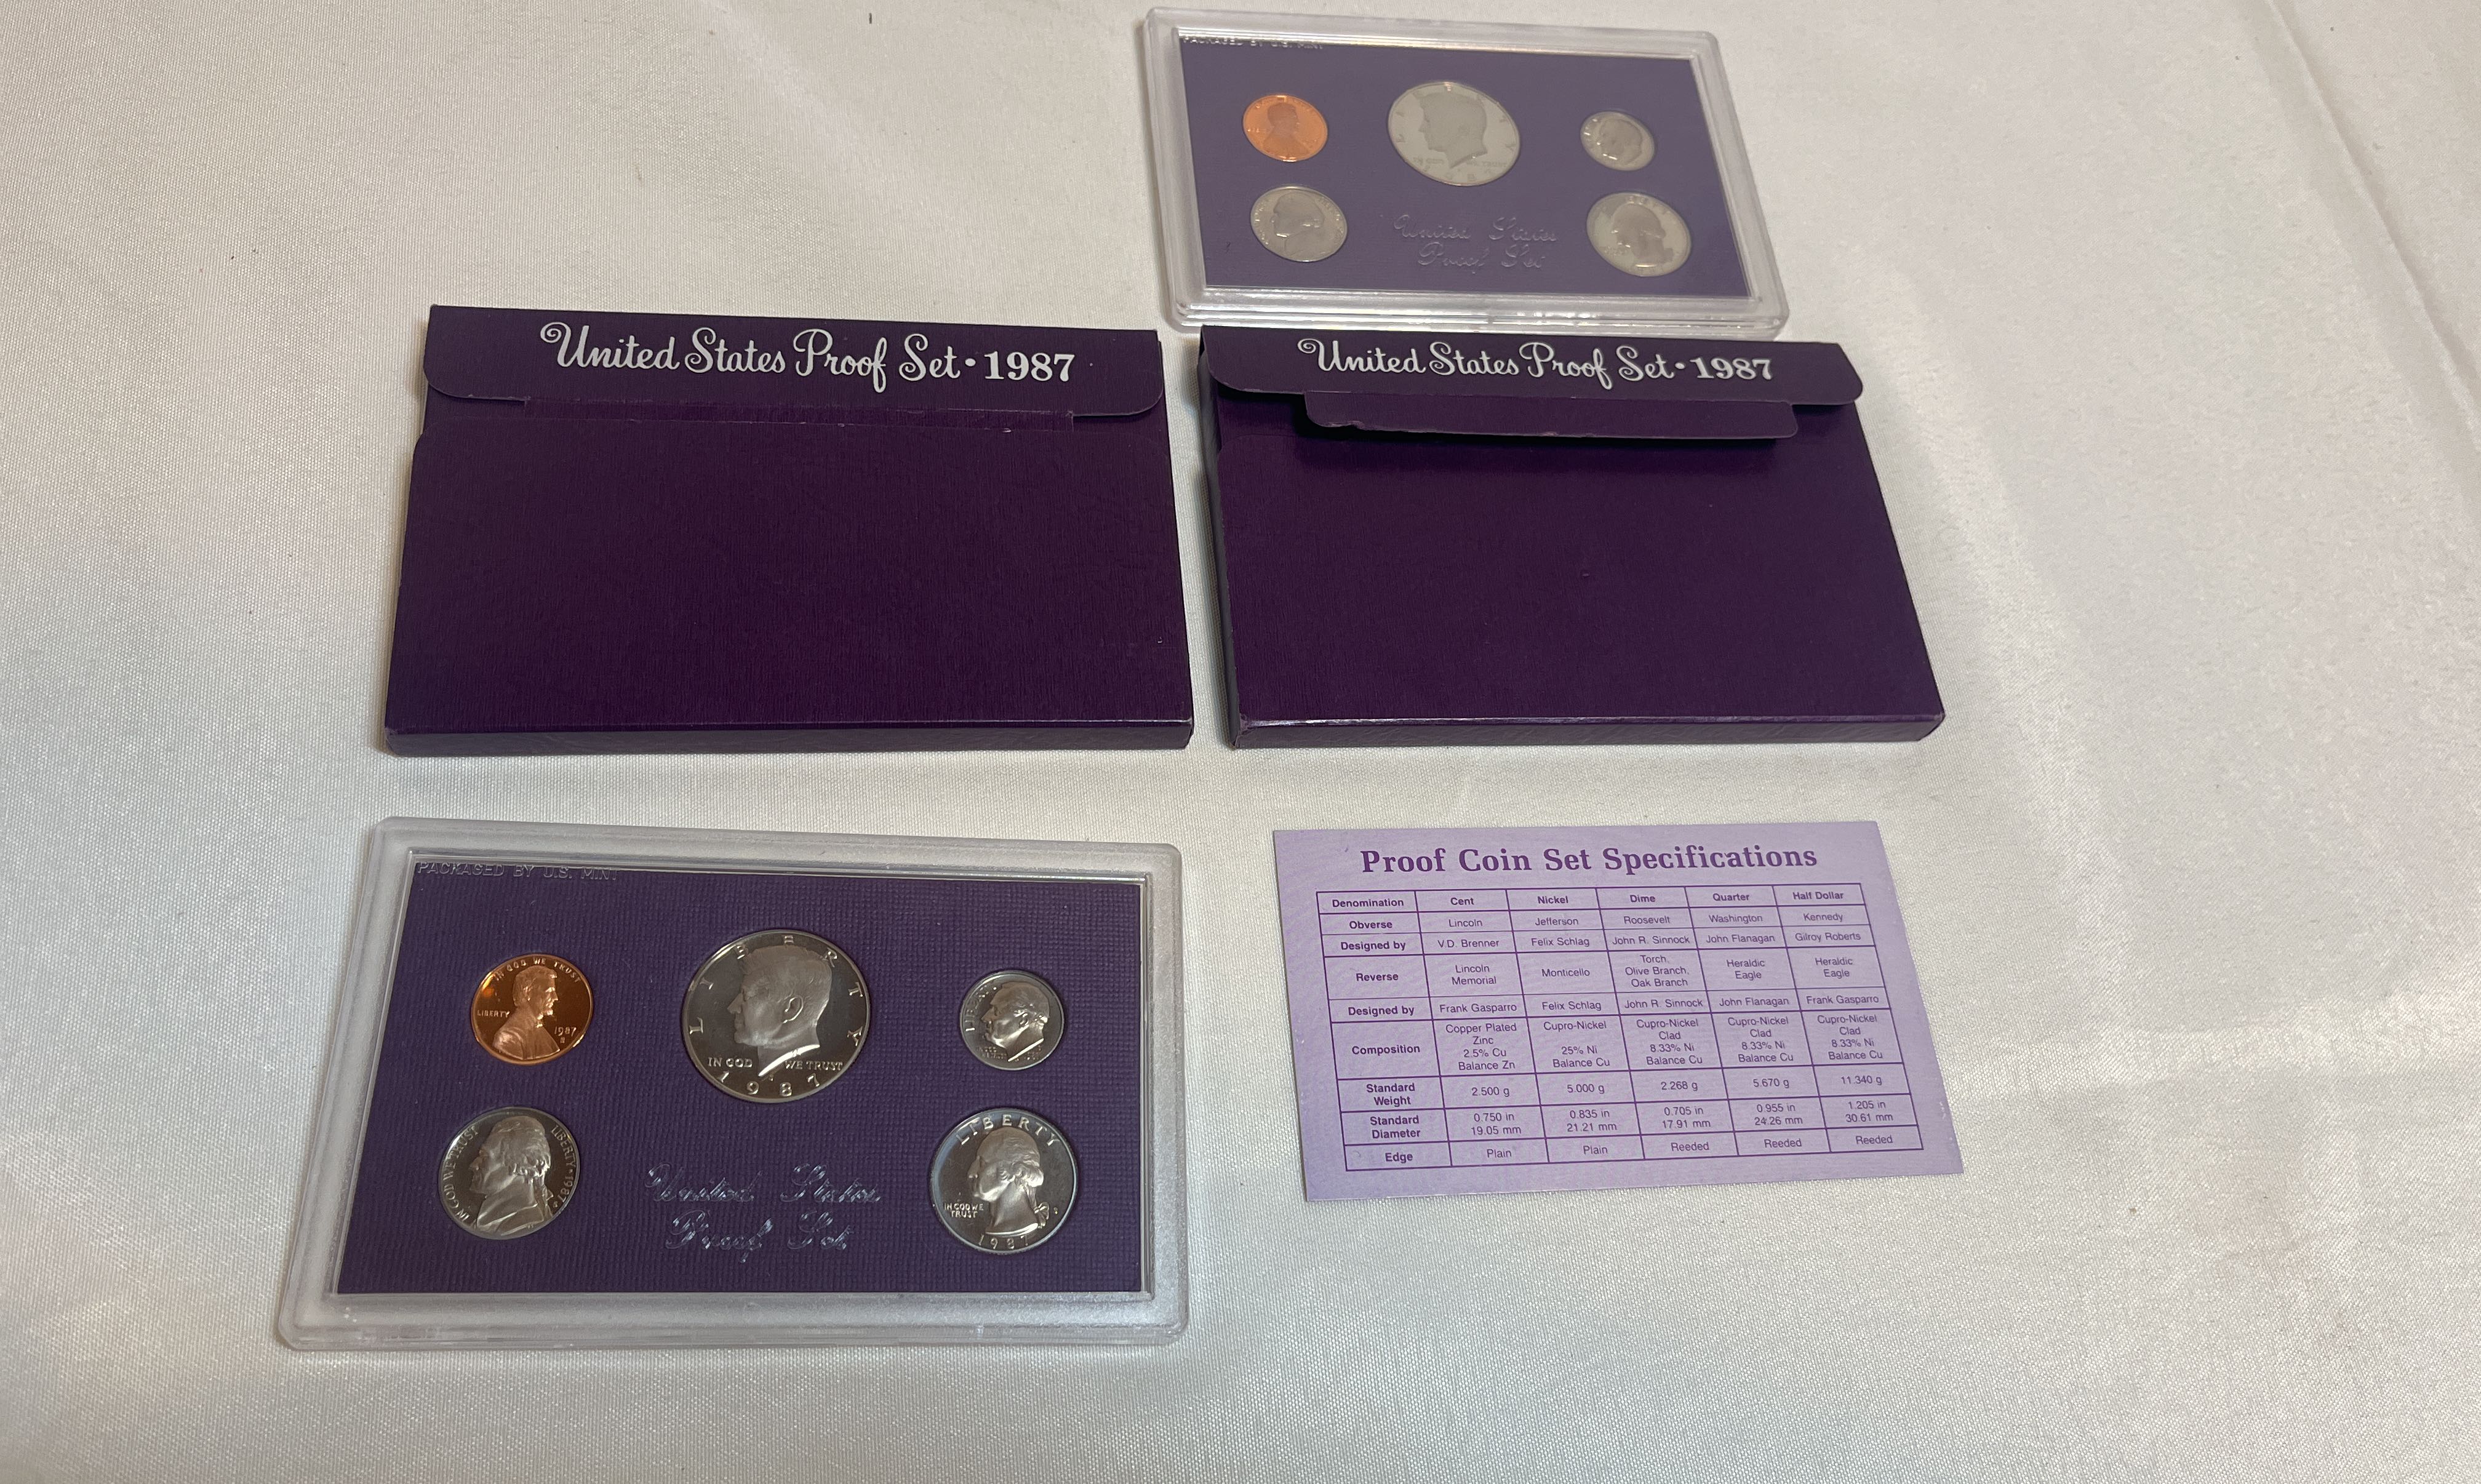 PACKAGED BY U.S. MINT
United States
Proof Set
United States Proof Set • 1987
United States Proof Set • 1987
PACKAGED BY U.S. MINT
IN GOD WE TRUST
LIBERTY
1987
S
LIBERTY
IN GOD WE TRUST
1987
LIBERTY
IN GOD WE TRUST
LIBERTY • 1987
LIBERTY
IN GOD WE
TRUST
1987
United States
Proof Set
Proof Coin Set Specifications
Denomination Cent Nickel Dime Quarter Half Dollar
Obverse Lincoln Jefferson Roosevelt Washington Kennedy
Designed by V.D. Brenner Felix Schlag John R. Sinnock John Flanagan Gilroy Roberts
Reverse Lincoln Memorial Monticello Torch, Olive Branch, Oak Branch Heraldic Eagle Heraldic Eagle
Designed by Frank Gasparro Felix Schlag John R. Sinnock John Flanagan Frank Gasparro
Composition Copper Plated Zinc 2.5% Cu Balance Zn Cupro-Nickel 25% Ni Balance Cu Cupro-Nickel Clad 8.33% Ni Balance Cu Cupro-Nickel Clad 8.33% Ni Balance Cu Cupro-Nickel Clad 8.33% Ni Balance Cu
Standard Weight 2.500 g 5.000 g 2.268 g 5.670 g 11.340 g
Standard Diameter 0.750 in 19.05 mm 0.835 in 21.21 mm 0.705 in 17.91 mm 0.955 in 24.26 mm 1.205 in 30.61 mm
Edge Plain Plain Reeded Reeded Reeded